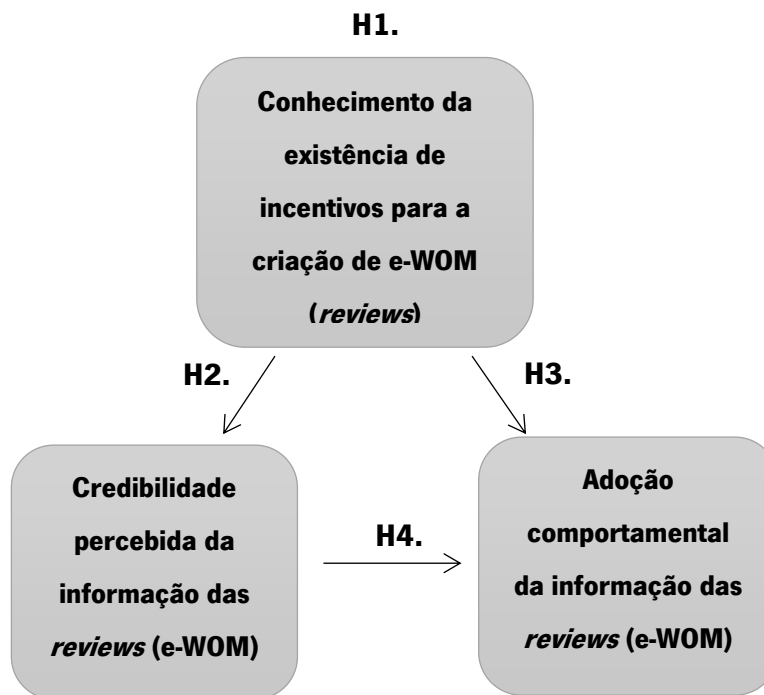 H1.
Conhecimento da
existência de
incentivos para a
criação de e-WOM
(reviews)
H2.
H3.
Credibilidade
percebida da
informação das
reviews (e-WOM)
H4.
Adoção
comportamental
da informação das
reviews (e-WOM)